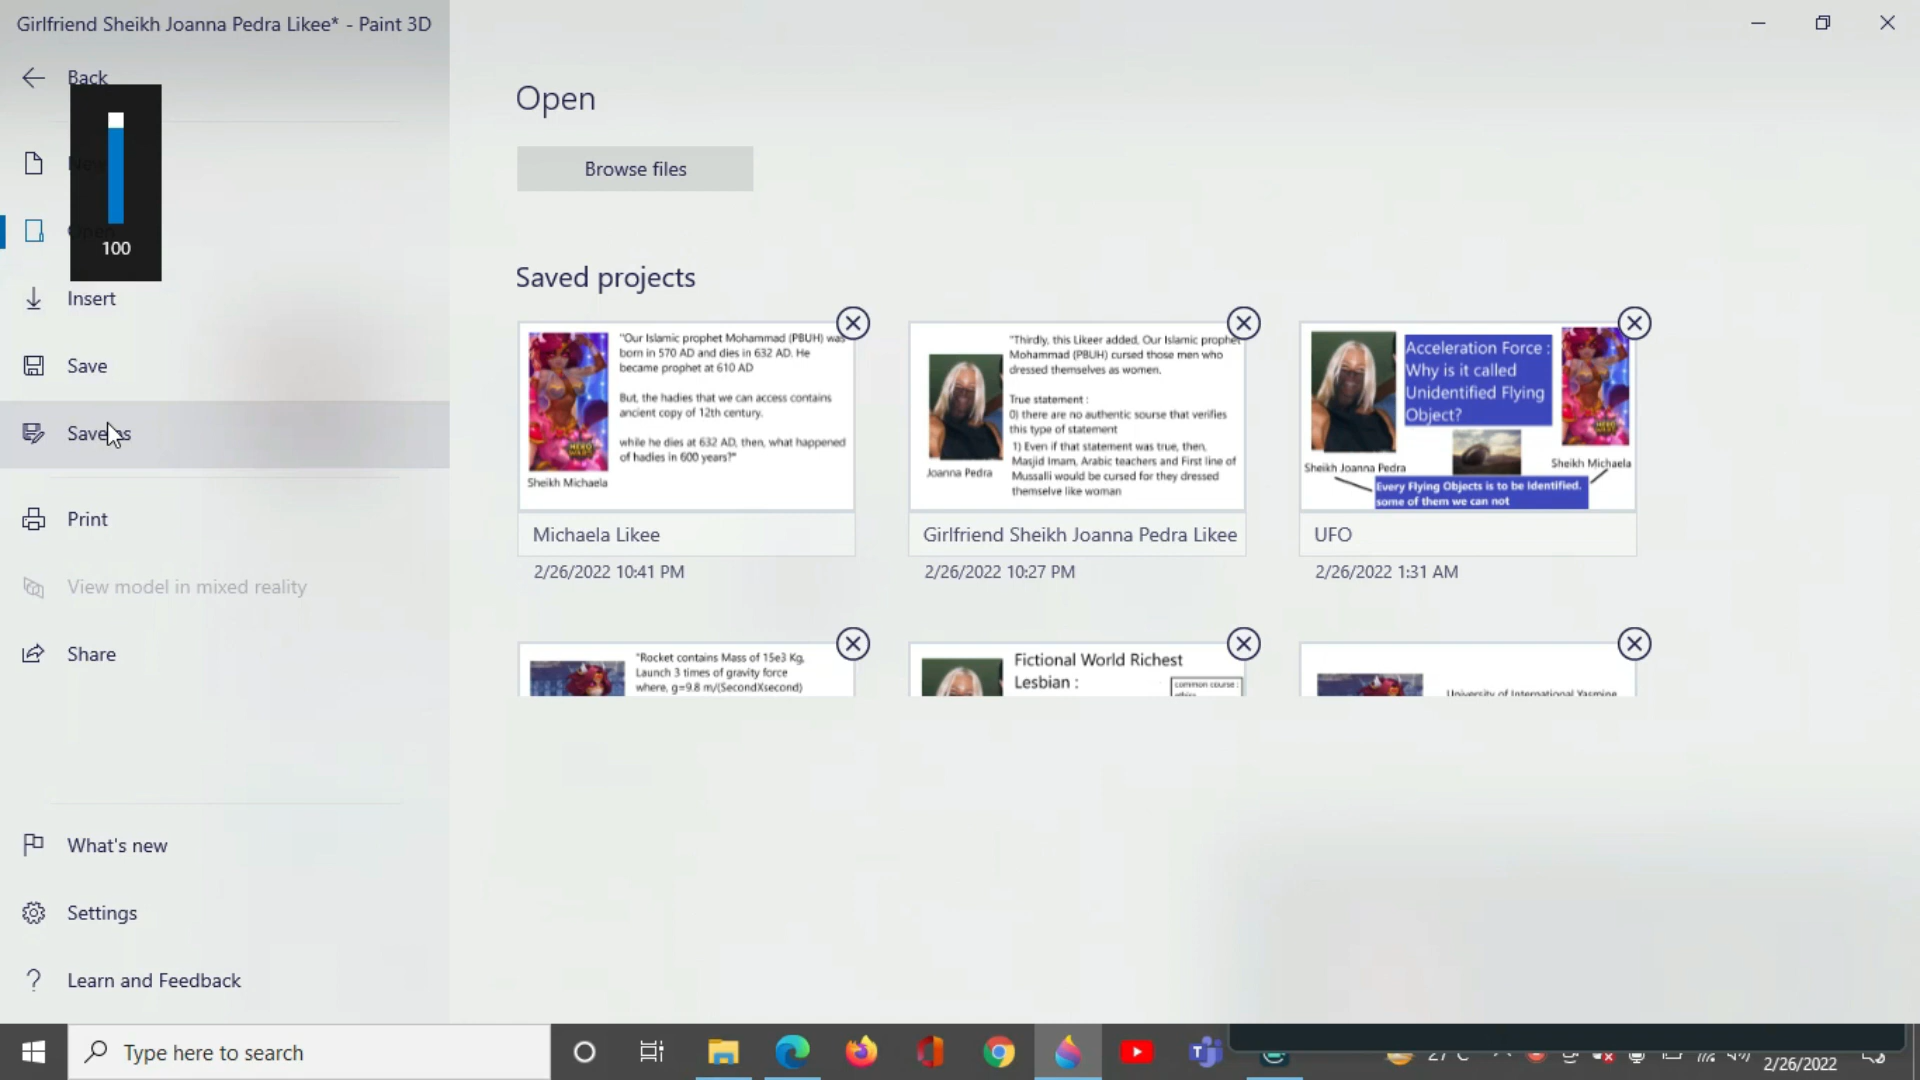 Girlfriend Sheikh Joanna Pedra Likee* - Paint 3D
Back
New
Open
100
Insert
Save
Save as
Print
View model in mixed reality
Share
What's new
Settings
Learn and Feedback
Open
Browse files
Saved projects
"Our Islamic prophet Mohammad (PBUH) was
born in 570 AD and dies in 632 AD. He
became prophet at 610 AD
But, the hadies that we can access contains
ancient copy of 12th century.
while he dies at 632 AD, then, what happened
of hadies in 600 years?"
Sheikh Michaela
Michaela Likee
2/26/2022 10:41 PM
"Thirdly, this Likeer added, Our Islamic prophet
Mohammad (PBUH) cursed those men who
dressed themselves as women.
True statement :
0) there are no authentic sourse that verifies
this type of statement
1) Even if that statement was true, then,
Masjid Imam, Arabic teachers and First line of
Mussalli would be cursed for they dressed
themselve like woman
Joanna Pedra
Girlfriend Sheikh Joanna Pedra Likee
2/26/2022 10:27 PM
Acceleration Force :
Why is it called
Unidentified Flying
Object?
Sheikh Joanna Pedra
Sheikh Michaela
Every Flying Objects is to be Identified.
some of them we can not
UFO
2/26/2022 1:31 AM
"Rocket contains Mass of 15e3 Kg,
Launch 3 times of gravity force
where, g=9.8 m/(SecondXsecond)
Fictional World Richest
Lesbian :
common course :
University of International Yasmine
Type here to search
2/26/2022